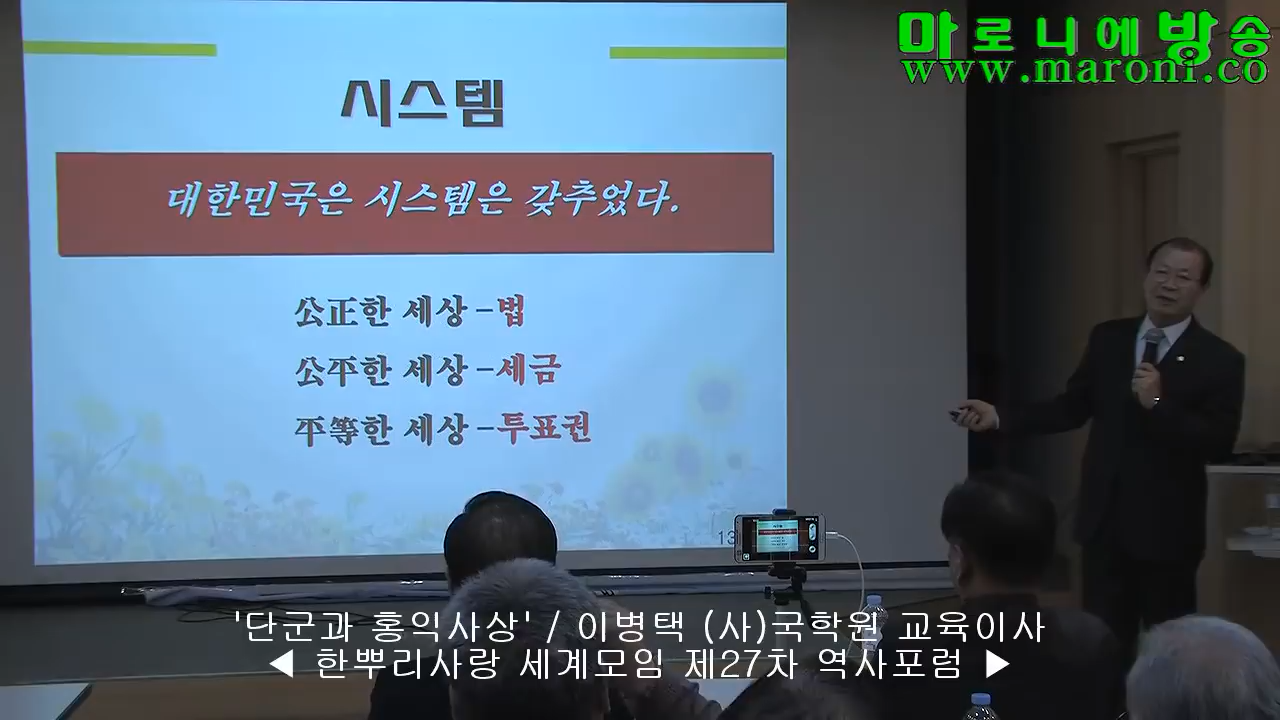 마로니에방송
www.maroni.co
시스템
대한민국은 시스템은 갖추었다.
公正한 세상 - 법
公平한 세상 - 세금
平等한 세상 - 투표권
13
'단군과 홍익사상' / 이병택 (사)국학원 교육이사
◀ 한뿌리사랑 세계모임 제27차 역사포럼 ▶